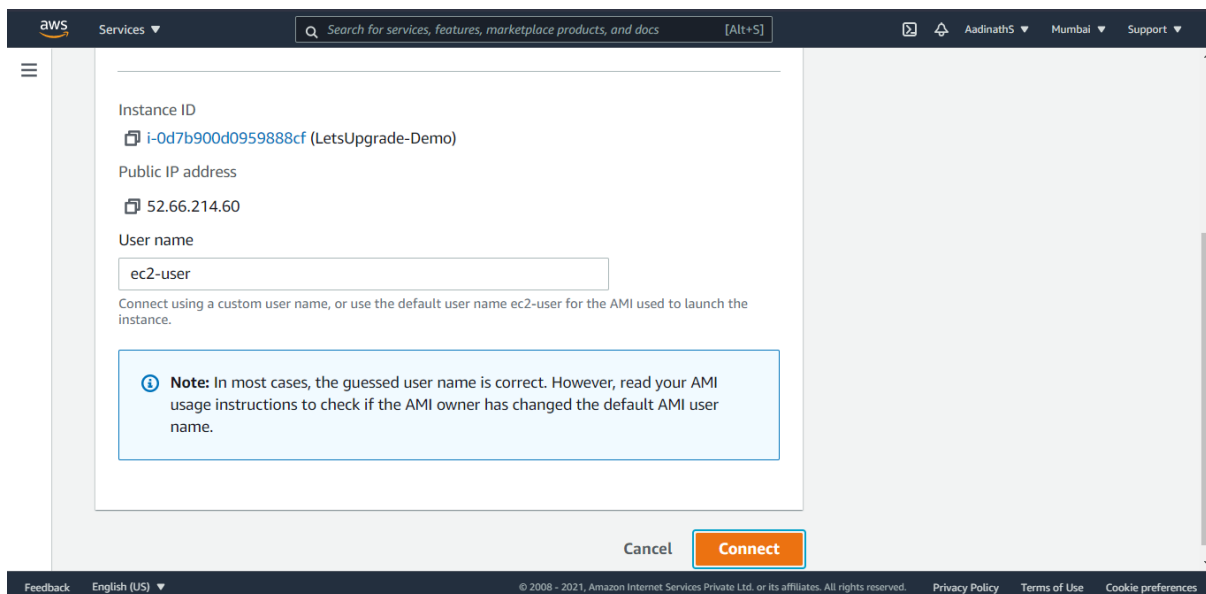 aws Services ▼ Search for services, features, marketplace products, and docs [Alt+S] AadinathS ▼ Mumbai ▼ Support ▼
Instance ID
i-0d7b900d0959888cf (LetsUpgrade-Demo)
Public IP address
52.66.214.60
User name
ec2-user
Connect using a custom user name, or use the default user name ec2-user for the AMI used to launch the
instance.
Note: In most cases, the guessed user name is correct. However, read your AMI
usage instructions to check if the AMI owner has changed the default AMI user
name.
Cancel Connect
Feedback English (US) ▼ © 2008 - 2021, Amazon Internet Services Private Ltd. or its affiliates. All rights reserved. Privacy Policy Terms of Use Cookie preferences